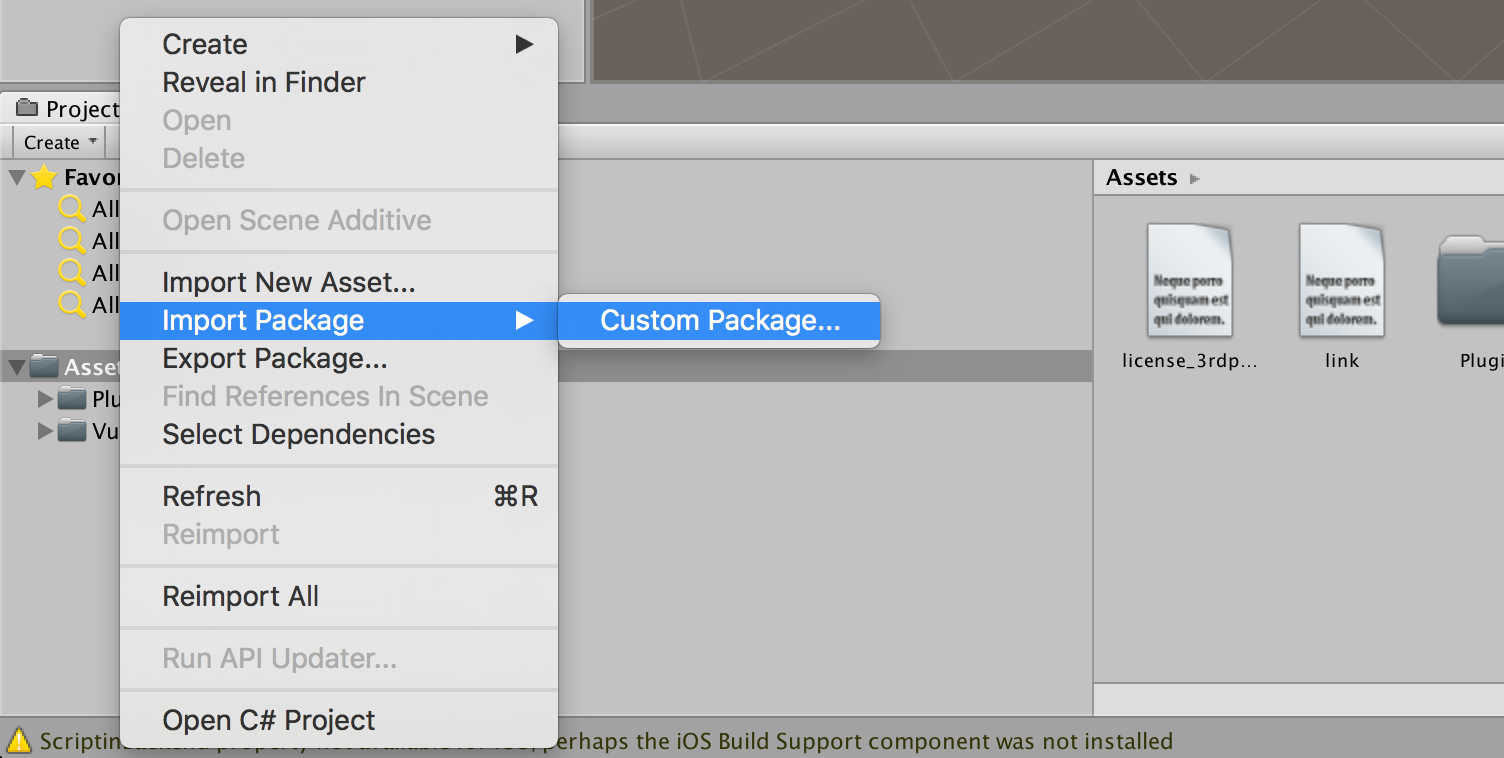 Create
Reveal in Finder
Open
Delete
Open Scene Additive
Import New Asset...
Import Package
Custom Package...
Export Package...
Find References In Scene
Select Dependencies
Refresh ⌘R
Reimport
Reimport All
Run API Updater...
Open C# Project
Project
Create
Favor
All
All
All
All
Asset
Plu
Vu
Assets
Neque porro
quisquam est
qui dolorem.
license_3rdp...
Neque porro
quisquam est
qui dolorem.
link
Plugi
perhaps the iOS Build Support component was not installed